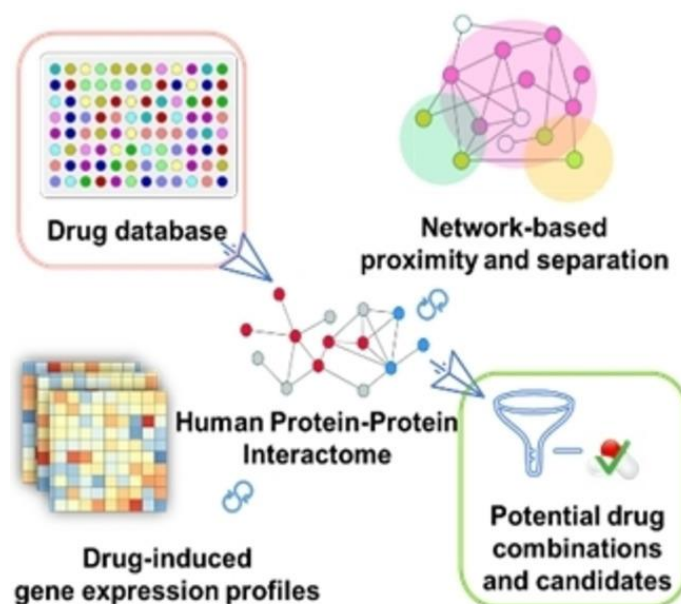 Drug database
Network-based
proximity and separation
Human Protein-Protein
Interactome
Drug-induced
gene expression profiles
Potential drug
combinations
and candidates